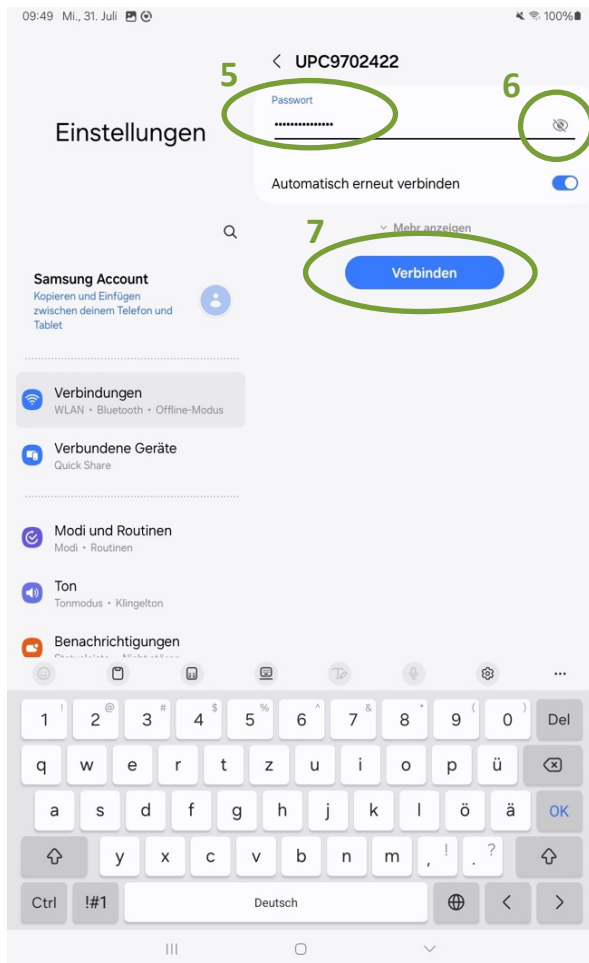 09:49 Mi., 31. Juli 100%
5
< UPC9702422
Passwort
•••••••••••••••
6
Einstellungen
Automatisch erneut verbinden
7
Mehr anzeigen
Verbinden
Samsung Account
Kopieren und Einfügen
zwischen deinem Telefon und
Tablet
Verbindungen
WLAN • Bluetooth • Offline-Modus
Verbundene Geräte
Quick Share
Modi und Routinen
Modi • Routinen
Ton
Tonmodus • Klingelton
Benachrichtigungen
1 ! 2 @ 3 # 4 $ 5 % 6 ^ 7 & 8 * 9 ( 0 ) Del
q w e r t z u i o p ü
a s d f g h j k l ö ä OK
y x c v b n m , ! . ?
Ctrl !#1 Deutsch < >